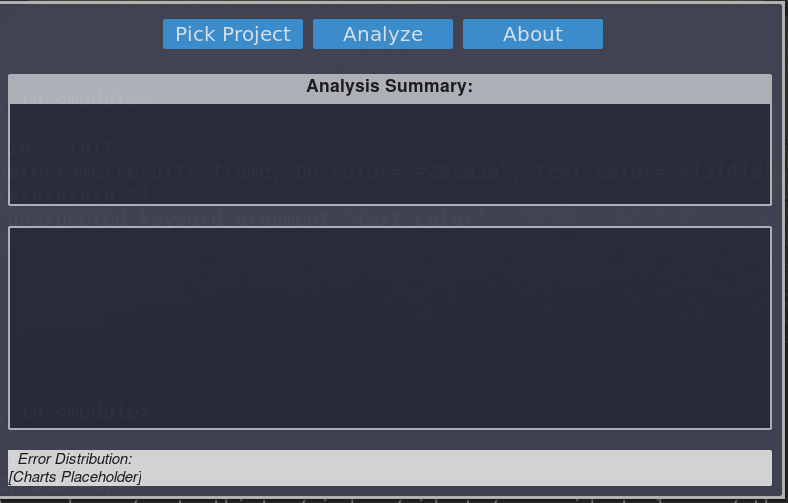 Pick Project Analyze About
Analysis Summary:
in <module>
in __init__
ableFrame(results_frame, bg_color="#282a3a", text_color="#f3f4f8"
n\n\n\n\n ")
unexpected keyword argument 'text_color'
in <module>
Error Distribution:
[Charts Placeholder]